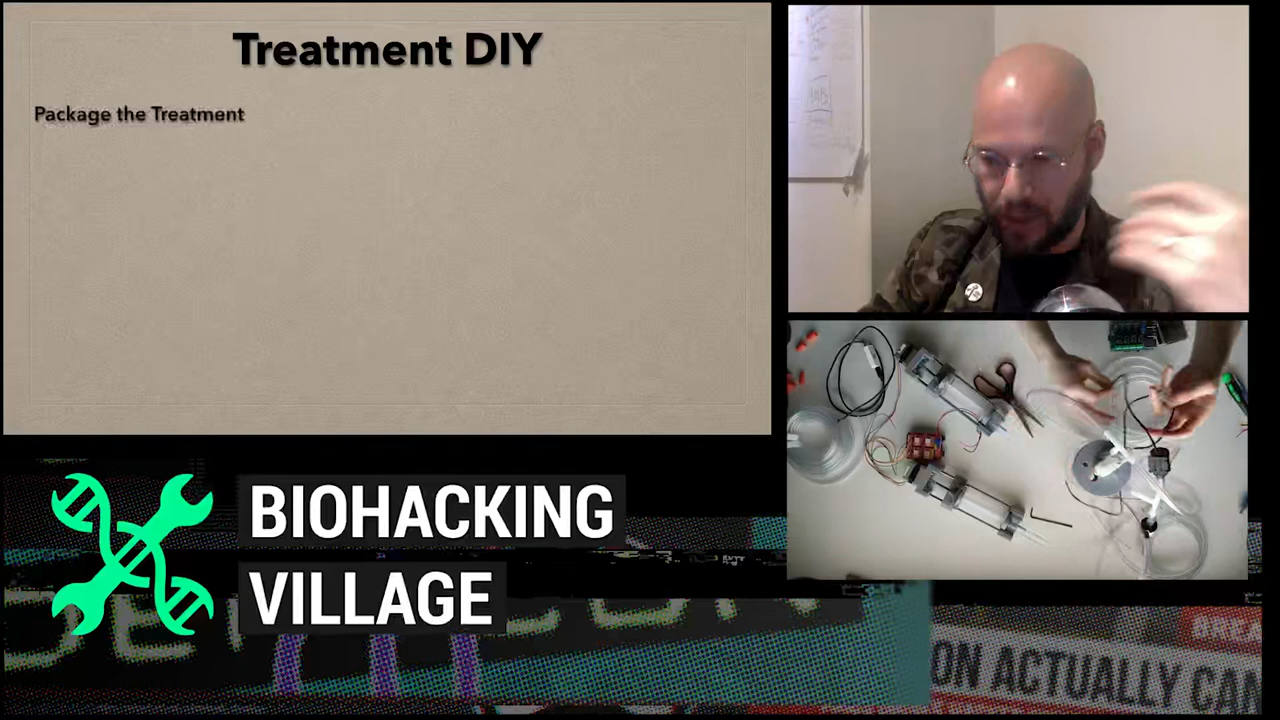 Treatment DIY
Package the Treatment
BIOHACKING
VILLAGE
ON ACTUALLY CAN